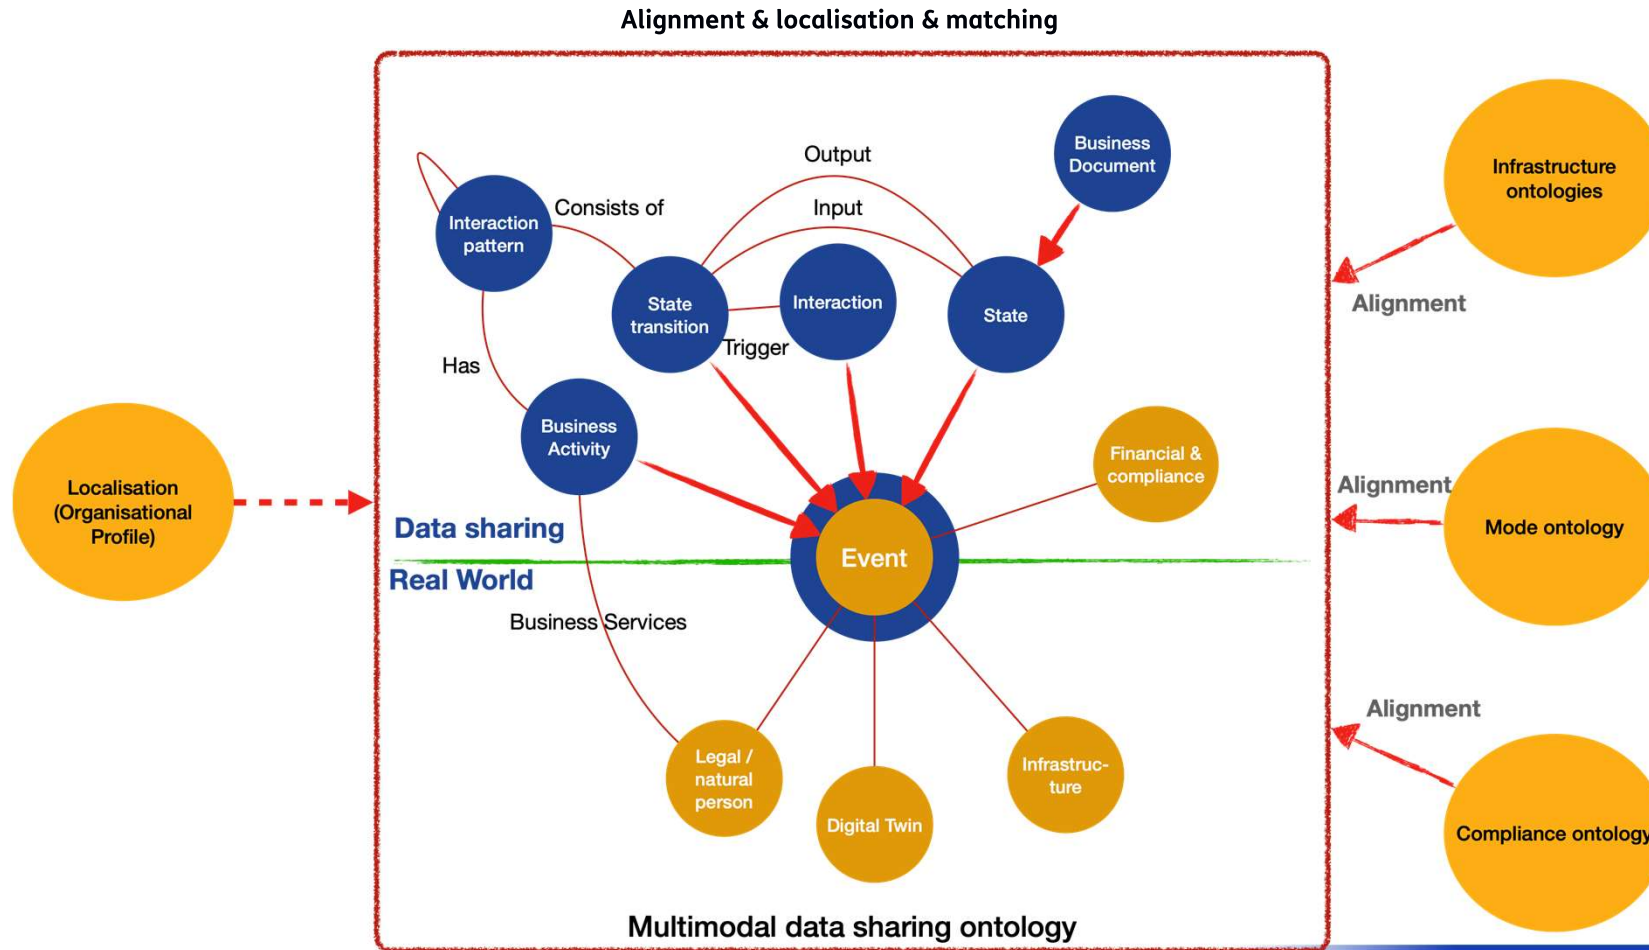 Alignment & localisation & matching
Business
Document
Infrastructure
ontologies
Output
Input
Consists of
Interaction
pattern
State
transition
Interaction
State
Alignment
Trigger
Has
Business
Activity
Financial &
compliance
Localisation
(Organisational
Profile)
Alignment
Mode ontology
Data sharing
Event
Real World
Business Services
Alignment
Legal /
natural
person
Infrastruc-
ture
Digital Twin
Compliance ontology
Multimodal data sharing ontology